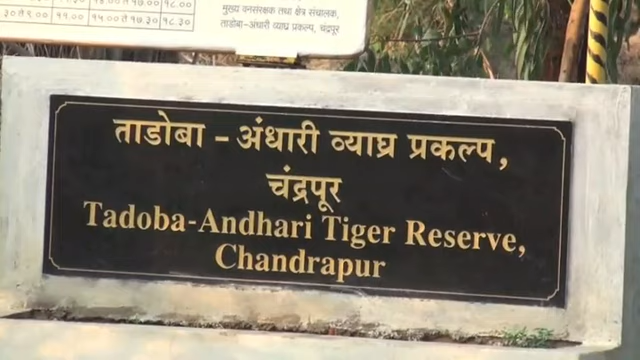 मुख्य वनसंरक्षक तथा क्षेत्र संचालक,
ताडोबा-अंधारी व्याघ्र प्रकल्प, चंद्रपूर
ताडोबा - अंधारी व्याघ्र प्रकल्प,
चंद्रपूर
Tadoba-Andhari Tiger Reserve,
Chandrapur